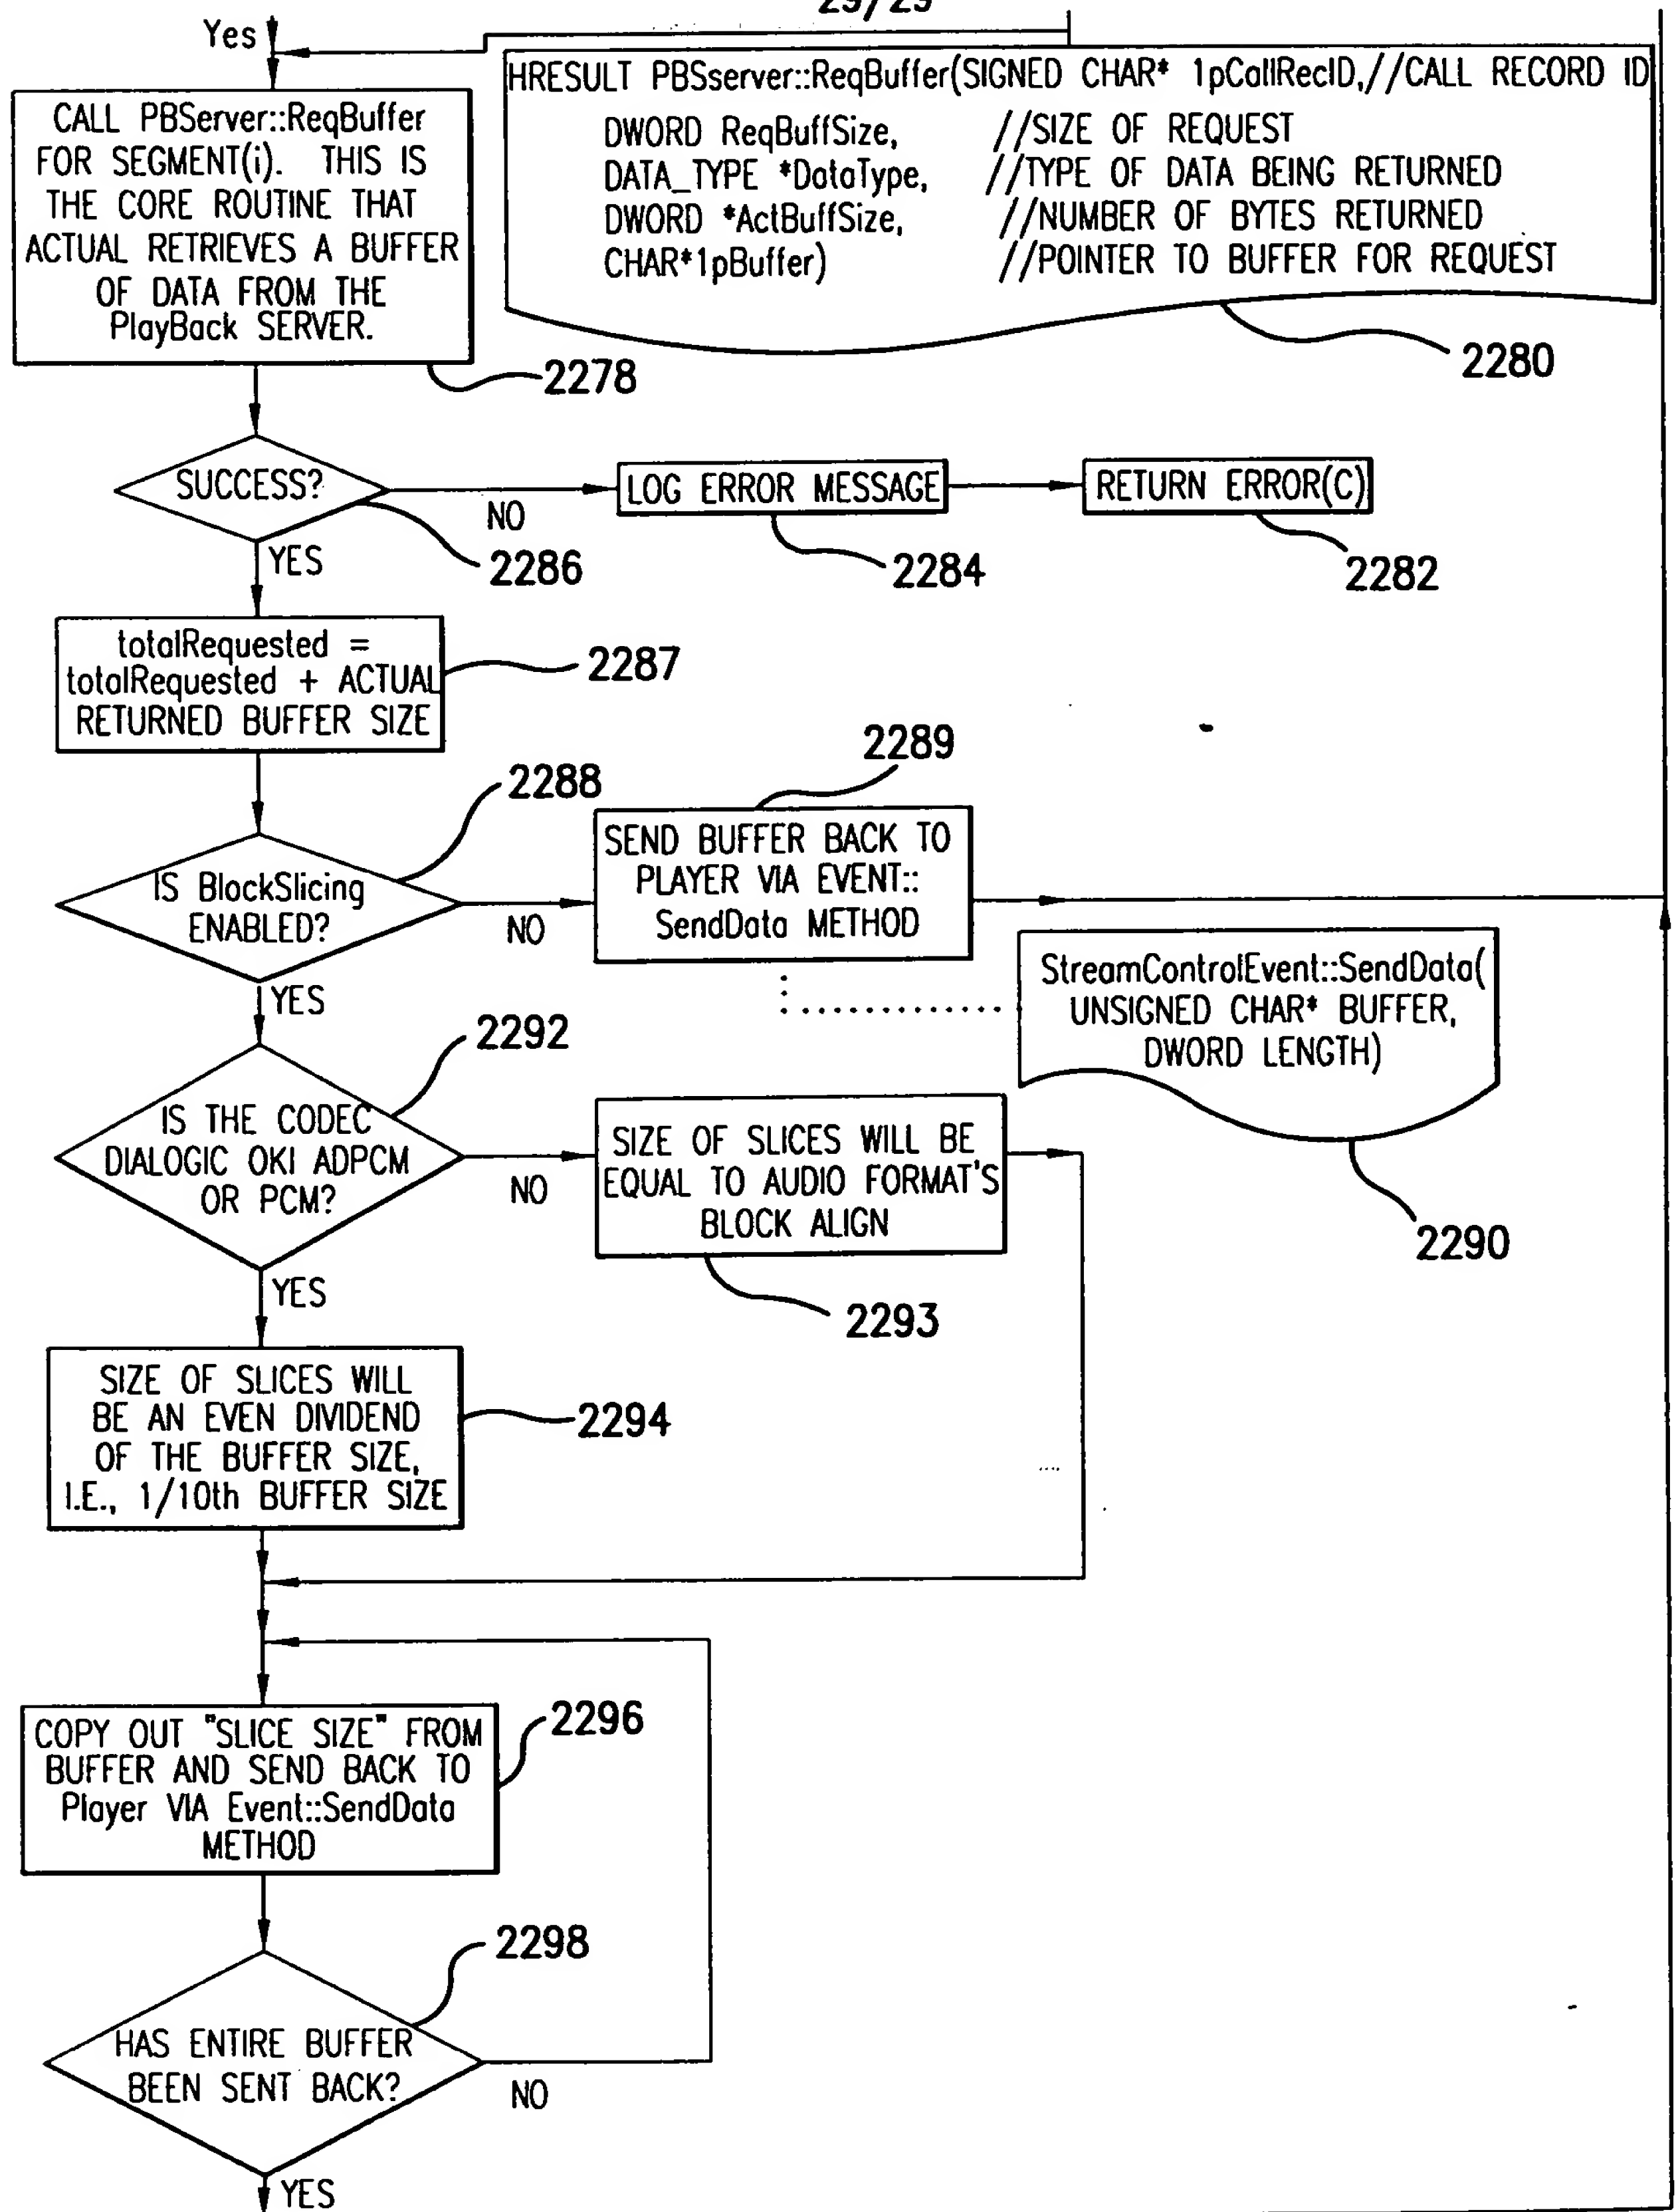 29/29
Yes
CALL PBServer::ReqBuffer
FOR SEGMENT(i). THIS IS
THE CORE ROUTINE THAT
ACTUAL RETRIEVES A BUFFER
OF DATA FROM THE
PlayBack SERVER.
2278
HRESULT PBSserver::ReqBuffer(SIGNED CHAR* 1pCallRecID,//CALL RECORD ID
DWORD ReqBuffSize, //SIZE OF REQUEST
DATA_TYPE *DataType, //TYPE OF DATA BEING RETURNED
DWORD *ActBuffSize, //NUMBER OF BYTES RETURNED
CHAR*1pBuffer) //POINTER TO BUFFER FOR REQUEST
2280
SUCCESS?
NO
YES
2286
LOG ERROR MESSAGE
2284
RETURN ERROR(C)
2282
totalRequested =
totalRequested + ACTUAL
RETURNED BUFFER SIZE
2287
2288
IS BlockSlicing
ENABLED?
NO
YES
2289
SEND BUFFER BACK TO
PLAYER VIA EVENT::
SendData METHOD
StreamControlEvent::SendData(
UNSIGNED CHAR* BUFFER,
DWORD LENGTH)
2290
2292
IS THE CODEC
DIALOGIC OKI ADPCM
OR PCM?
NO
YES
SIZE OF SLICES WILL BE
EQUAL TO AUDIO FORMAT'S
BLOCK ALIGN
2293
SIZE OF SLICES WILL
BE AN EVEN DIVIDEND
OF THE BUFFER SIZE,
I.E., 1/10th BUFFER SIZE
2294
COPY OUT "SLICE SIZE" FROM
BUFFER AND SEND BACK TO
Player VIA Event::SendData
METHOD
2296
2298
HAS ENTIRE BUFFER
BEEN SENT BACK?
NO
YES